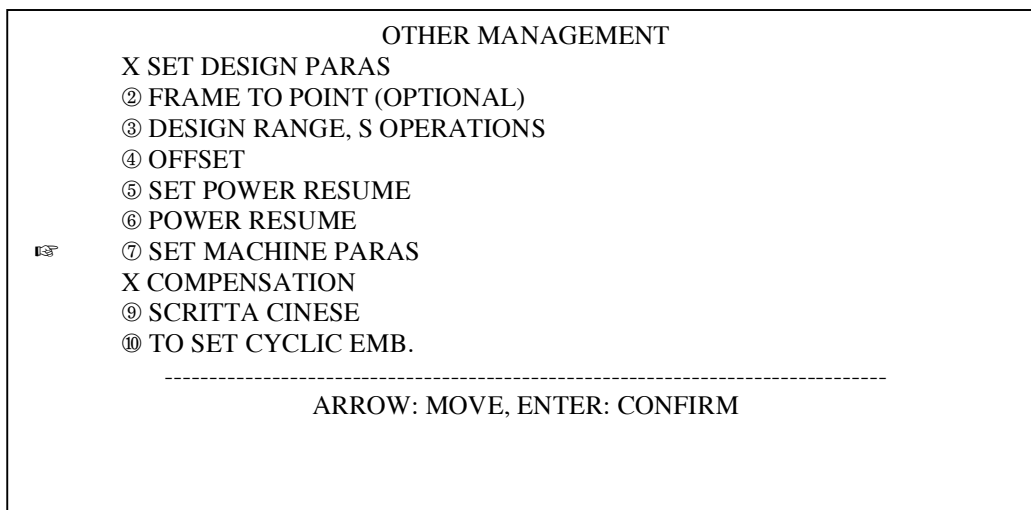 OTHER MANAGEMENT
X SET DESIGN PARAS
② FRAME TO POINT (OPTIONAL)
③ DESIGN RANGE, S OPERATIONS
④ OFFSET
⑤ SET POWER RESUME
⑥ POWER RESUME
☞ ⑦ SET MACHINE PARAS
X COMPENSATION
⑨ SCRITTA CINESE
⑩ TO SET CYCLIC EMB.
--------------------------------------------------------------------------------
ARROW: MOVE, ENTER: CONFIRM